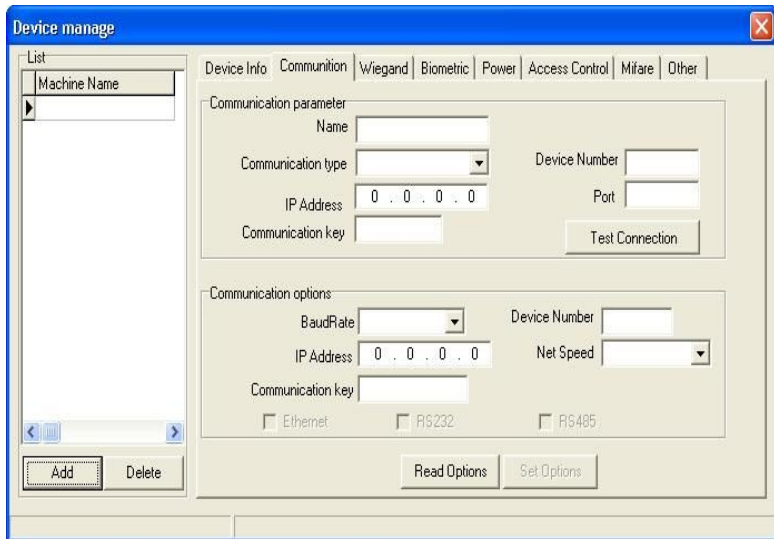 Device manage
List
Machine Name
Add
Delete
Device Info Communition Wiegand Biometric Power Access Control Mifare Other
Communication parameter
Name
Communication type
Device Number
IP Address 0 . 0 . 0 . 0
Port
Communication key
Test Connection
Communication options
BaudRate
Device Number
IP Address 0 . 0 . 0 . 0
Net Speed
Communication key
Ethernet RS232 RS485
Read Options
Set Options